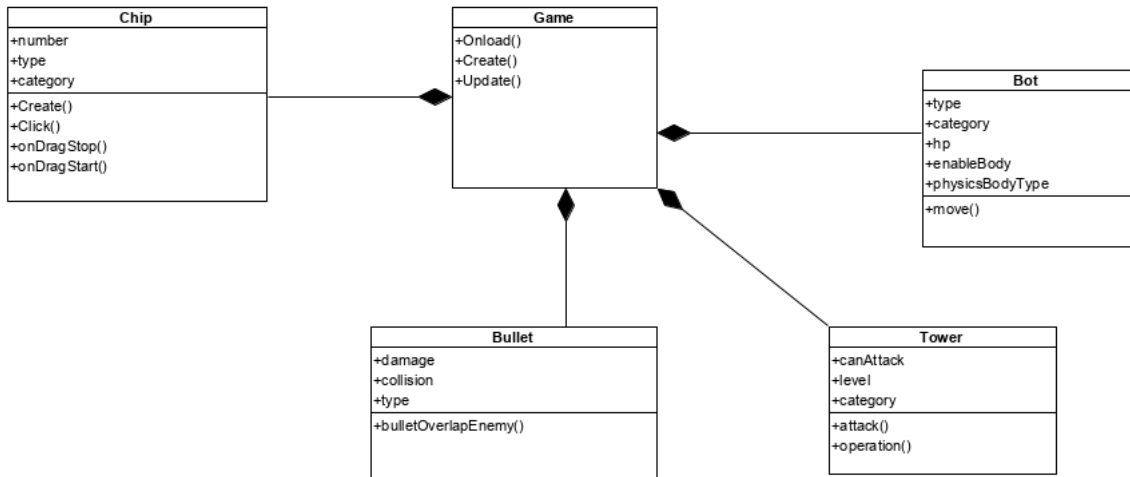 Chip
+number
+type
+category
+Create()
+Click()
+onDragStop()
+onDragStart()
Game
+Onload()
+Create()
+Update()
Bot
+type
+category
+hp
+enableBody
+physicsBodyType
+move()
Bullet
+damage
+collision
+type
+bulletOverlapEnemy()
Tower
+canAttack
+level
+category
+attack()
+operation()